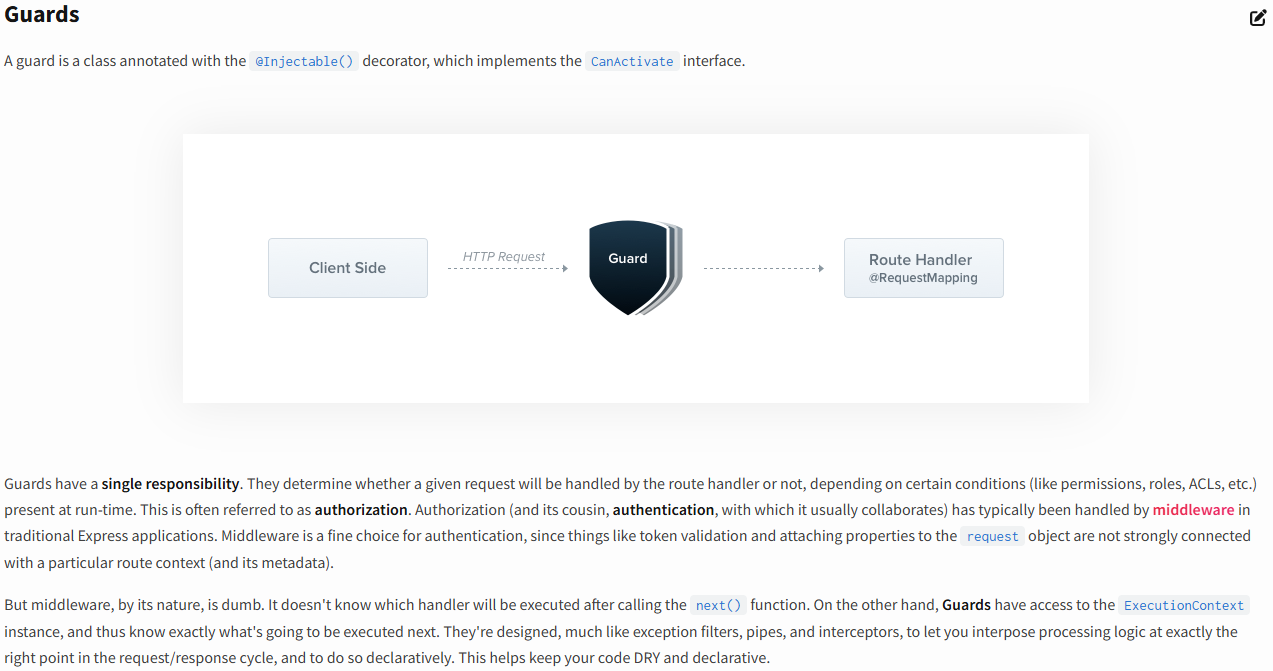 Guards
A guard is a class annotated with the @Injectable() decorator, which implements the CanActivate interface.
Client Side
HTTP Request
Guard
Route Handler
@RequestMapping
Guards have a single responsibility. They determine whether a given request will be handled by the route handler or not, depending on certain conditions (like permissions, roles, ACLs, etc.)
present at run-time. This is often referred to as authorization. Authorization (and its cousin, authentication, with which it usually collaborates) has typically been handled by middleware in
traditional Express applications. Middleware is a fine choice for authentication, since things like token validation and attaching properties to the request object are not strongly connected
with a particular route context (and its metadata).
But middleware, by its nature, is dumb. It doesn't know which handler will be executed after calling the next() function. On the other hand, Guards have access to the ExecutionContext
instance, and thus know exactly what's going to be executed next. They're designed, much like exception filters, pipes, and interceptors, to let you interpose processing logic at exactly the
right point in the request/response cycle, and to do so declaratively. This helps keep your code DRY and declarative.